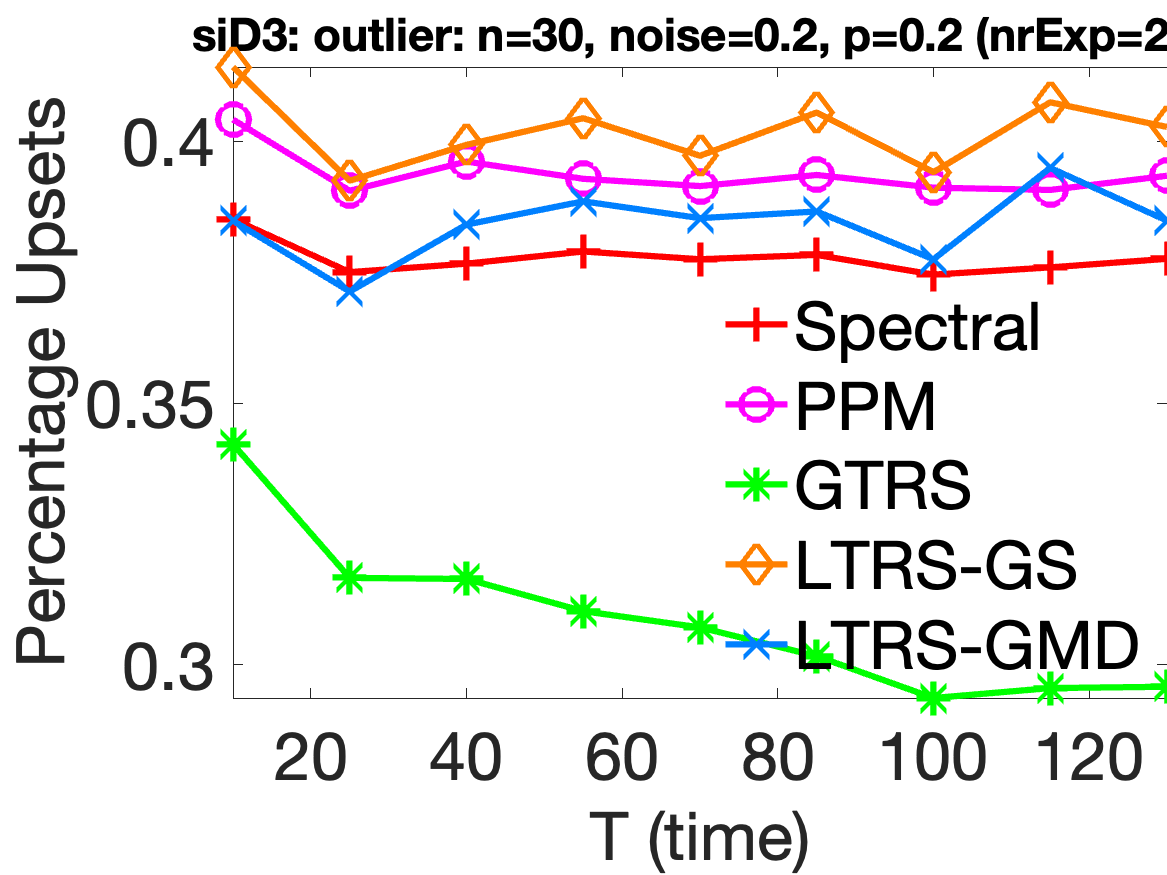 siD3: outlier: n=30, noise=0.2, p=0.2 (nrExp=2
Percentage Upsets
0.4
0.35
0.3
Spectral
PPM
GTRS
LTRS-GS
LTRS-GMD
20 40 60 80 100 120
T (time)